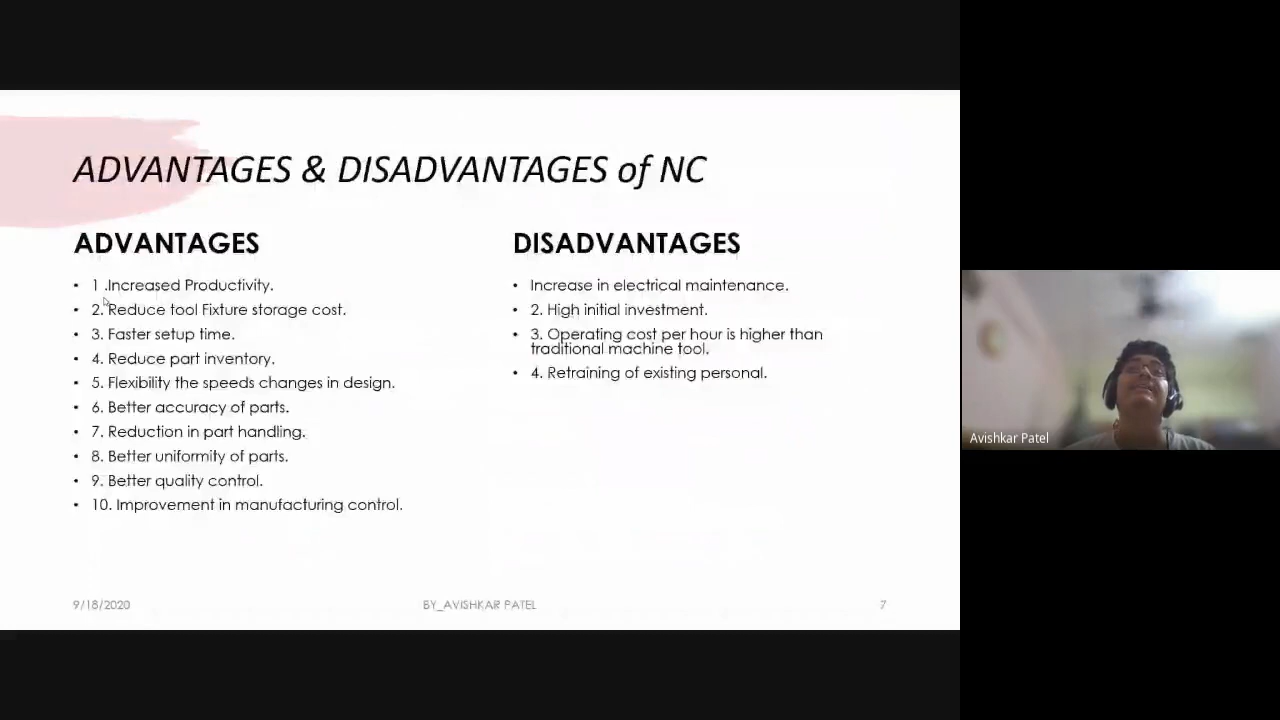 ADVANTAGES & DISADVANTAGES of NC
ADVANTAGES
• 1 .Increased Productivity.
• 2. Reduce tool Fixture storage cost.
• 3. Faster setup time.
• 4. Reduce part inventory.
• 5. Flexibility the speeds changes in design.
• 6. Better accuracy of parts.
• 7. Reduction in part handling.
• 8. Better uniformity of parts.
• 9. Better quality control.
• 10. Improvement in manufacturing control.
DISADVANTAGES
• Increase in electrical maintenance.
• 2. High initial investment.
• 3. Operating cost per hour is higher than
traditional machine tool.
• 4. Retraining of existing personal.
9/18/2020
BY_AVISHKAR PATEL
7
Avishkar Patel